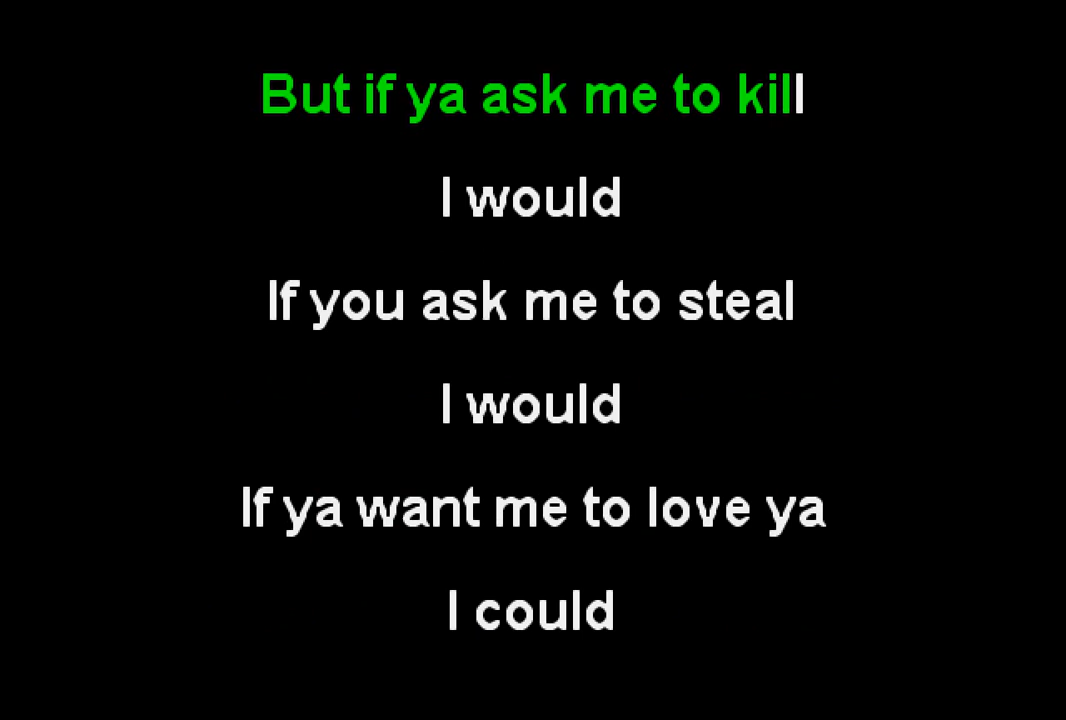 But if ya ask me to kill
I would
If you ask me to steal
I would
If ya want me to love ya
I could